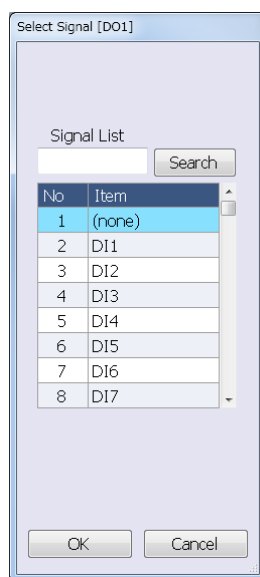 Select Signal [DO1]
Signal List
Search
No Item
1 (none)
2 DI1
3 DI2
4 DI3
5 DI4
6 DI5
7 DI6
8 DI7
OK Cancel